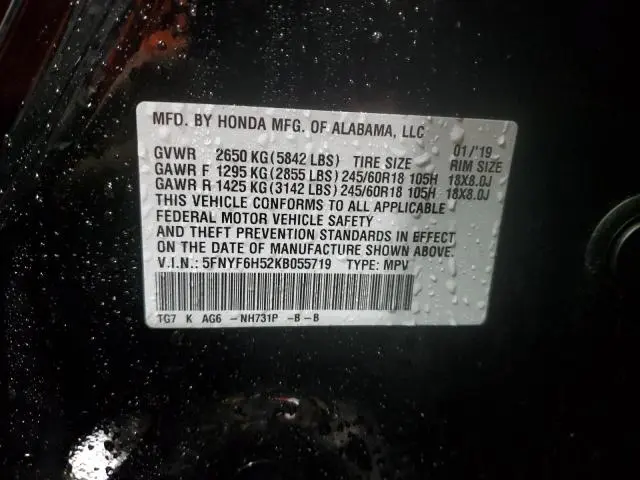 MFD. BY HONDA MFG. OF ALABAMA, LLC
01/'19
GVWR 2650 KG (5842 LBS) TIRE SIZE RIM SIZE
GAWR F 1295 KG (2855 LBS) 245/60R18 105H 18X8.0J
GAWR R 1425 KG (3142 LBS) 245/60R18 105H 18X8.0J
THIS VEHICLE CONFORMS TO ALL APPLICABLE
FEDERAL MOTOR VEHICLE SAFETY
AND THEFT PREVENTION STANDARDS IN EFFECT
ON THE DATE OF MANUFACTURE SHOWN ABOVE.
V.I.N.: 5FNYF6H52KB055719 TYPE: MPV
TG7 K AG6 -NH731P -B-B